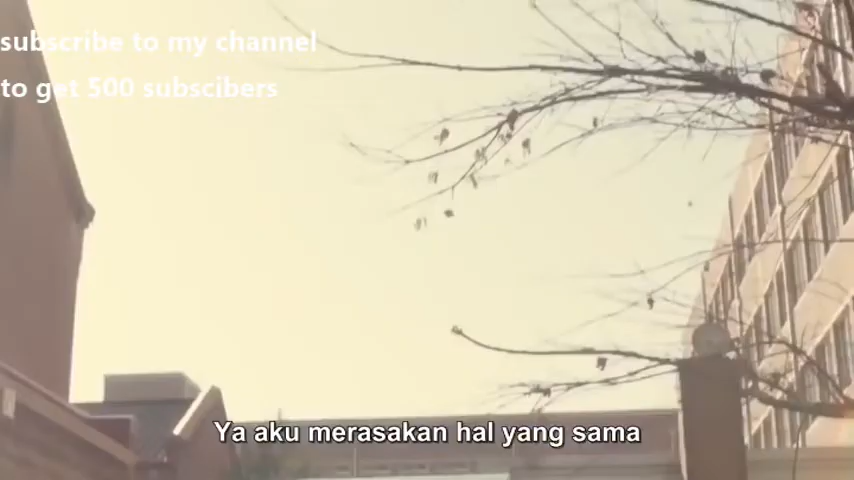 subscribe to my channel
to get 500 subscibers
Ya aku merasakan hal yang sama